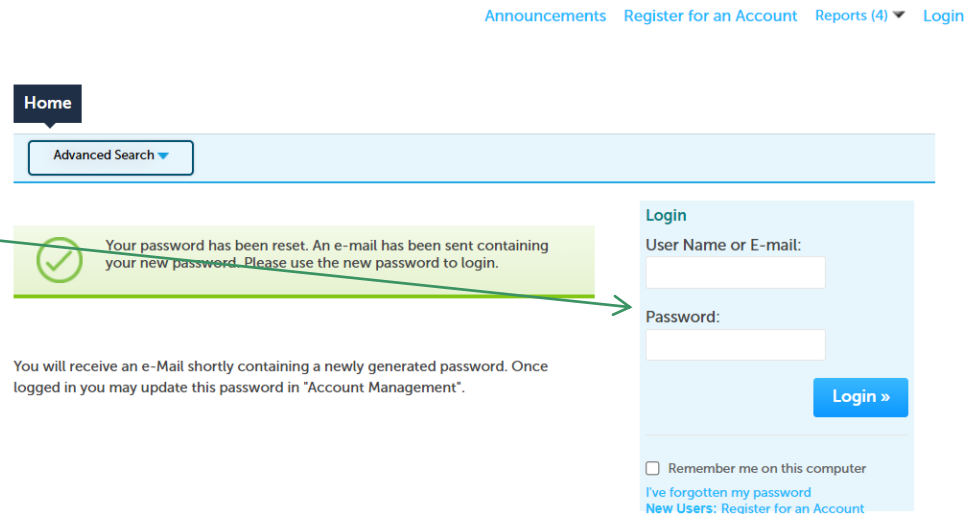 Announcements Register for an Account Reports (4) Login
Home
Advanced Search
Your password has been reset. An e-mail has been sent containing
your new password. Please use the new password to login.
You will receive an e-Mail shortly containing a newly generated password. Once
logged in you may update this password in "Account Management".
Login
User Name or E-mail:
Password:
Login »
Remember me on this computer
I've forgotten my password
New Users: Register for an Account